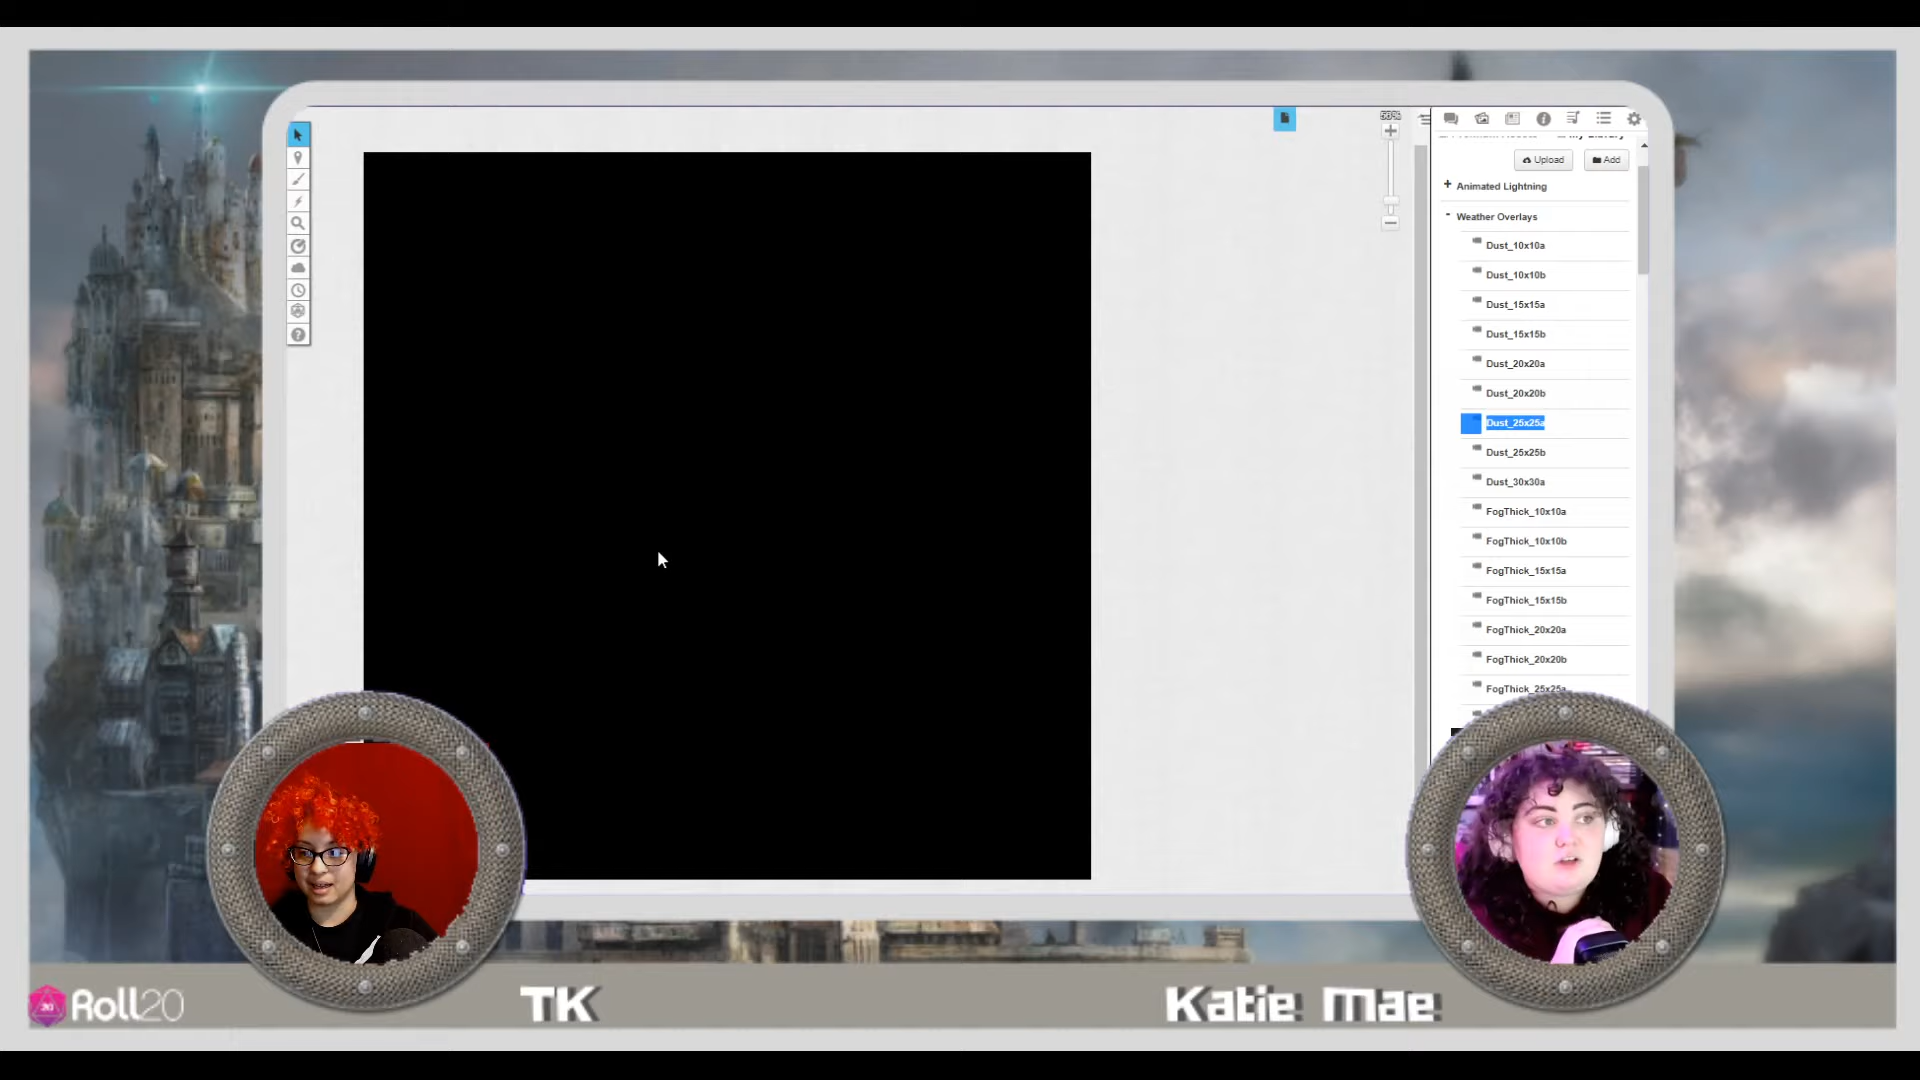 Upload
Add
Animated Lightning
Weather Overlays
Dust_10x10a
Dust_10x10b
Dust_15x15a
Dust_15x15b
Dust_20x20a
Dust_20x20b
Dust_25x25a
Dust_25x25b
Dust_30x30a
FogThick_10x10a
FogThick_10x10b
FogThick_15x15a
FogThick_15x15b
FogThick_20x20a
FogThick_20x20b
FogThick_25x25a
Roll20
TK
Katie Mae